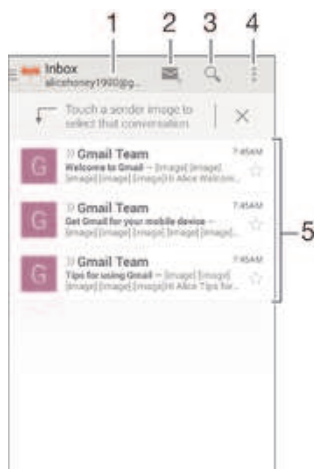 1 2 3 4
Inbox
alicehoney1900@g...
Touch a sender image to
select that conversation.
Gmail Team 7:45AM
Welcome to Gmail – [image] [image]
[image] [image] [image]Hi Alice Welcom...
Gmail Team 7:45AM
Get Gmail for your mobile device –
[image] [image] [image] [image] [image]...
Gmail Team 7:45AM
Tips for using Gmail – [image] [image]
[image] [image] [image]Hi Alice Tips for...
G
G
G
5